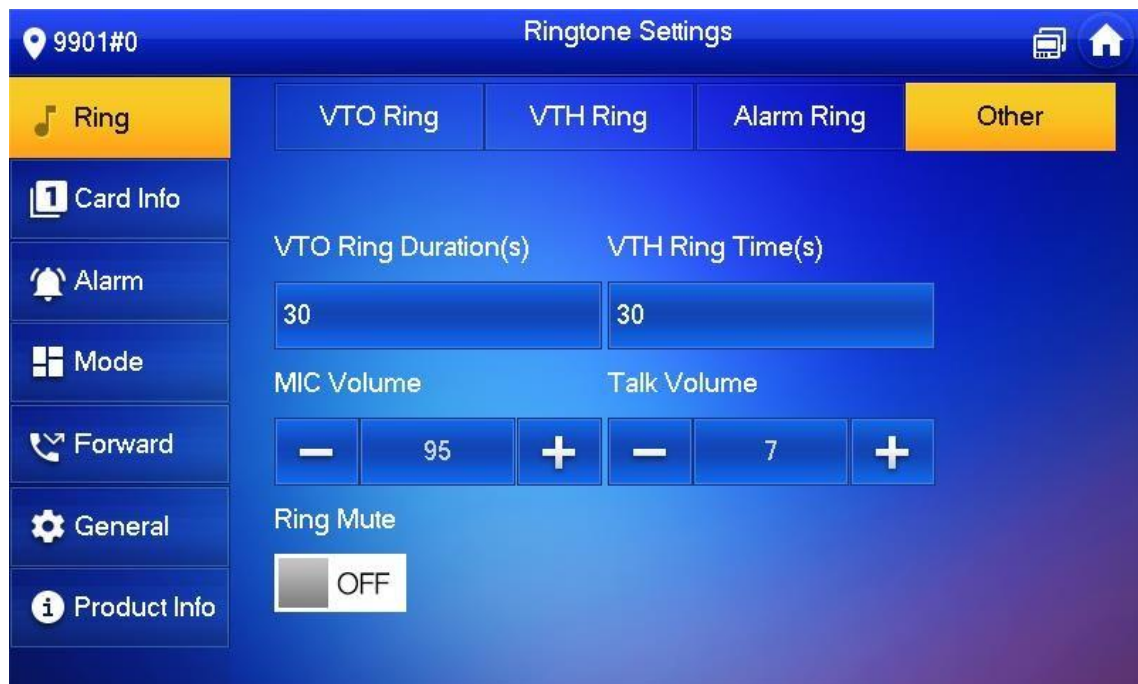 9901#0
Ringtone Settings
Ring
VTO Ring
VTH Ring
Alarm Ring
Other
1 Card Info
Alarm
Mode
Forward
General
Product Info
VTO Ring Duration(s)
VTH Ring Time(s)
30
30
MIC Volume
Talk Volume
95
7
Ring Mute
OFF